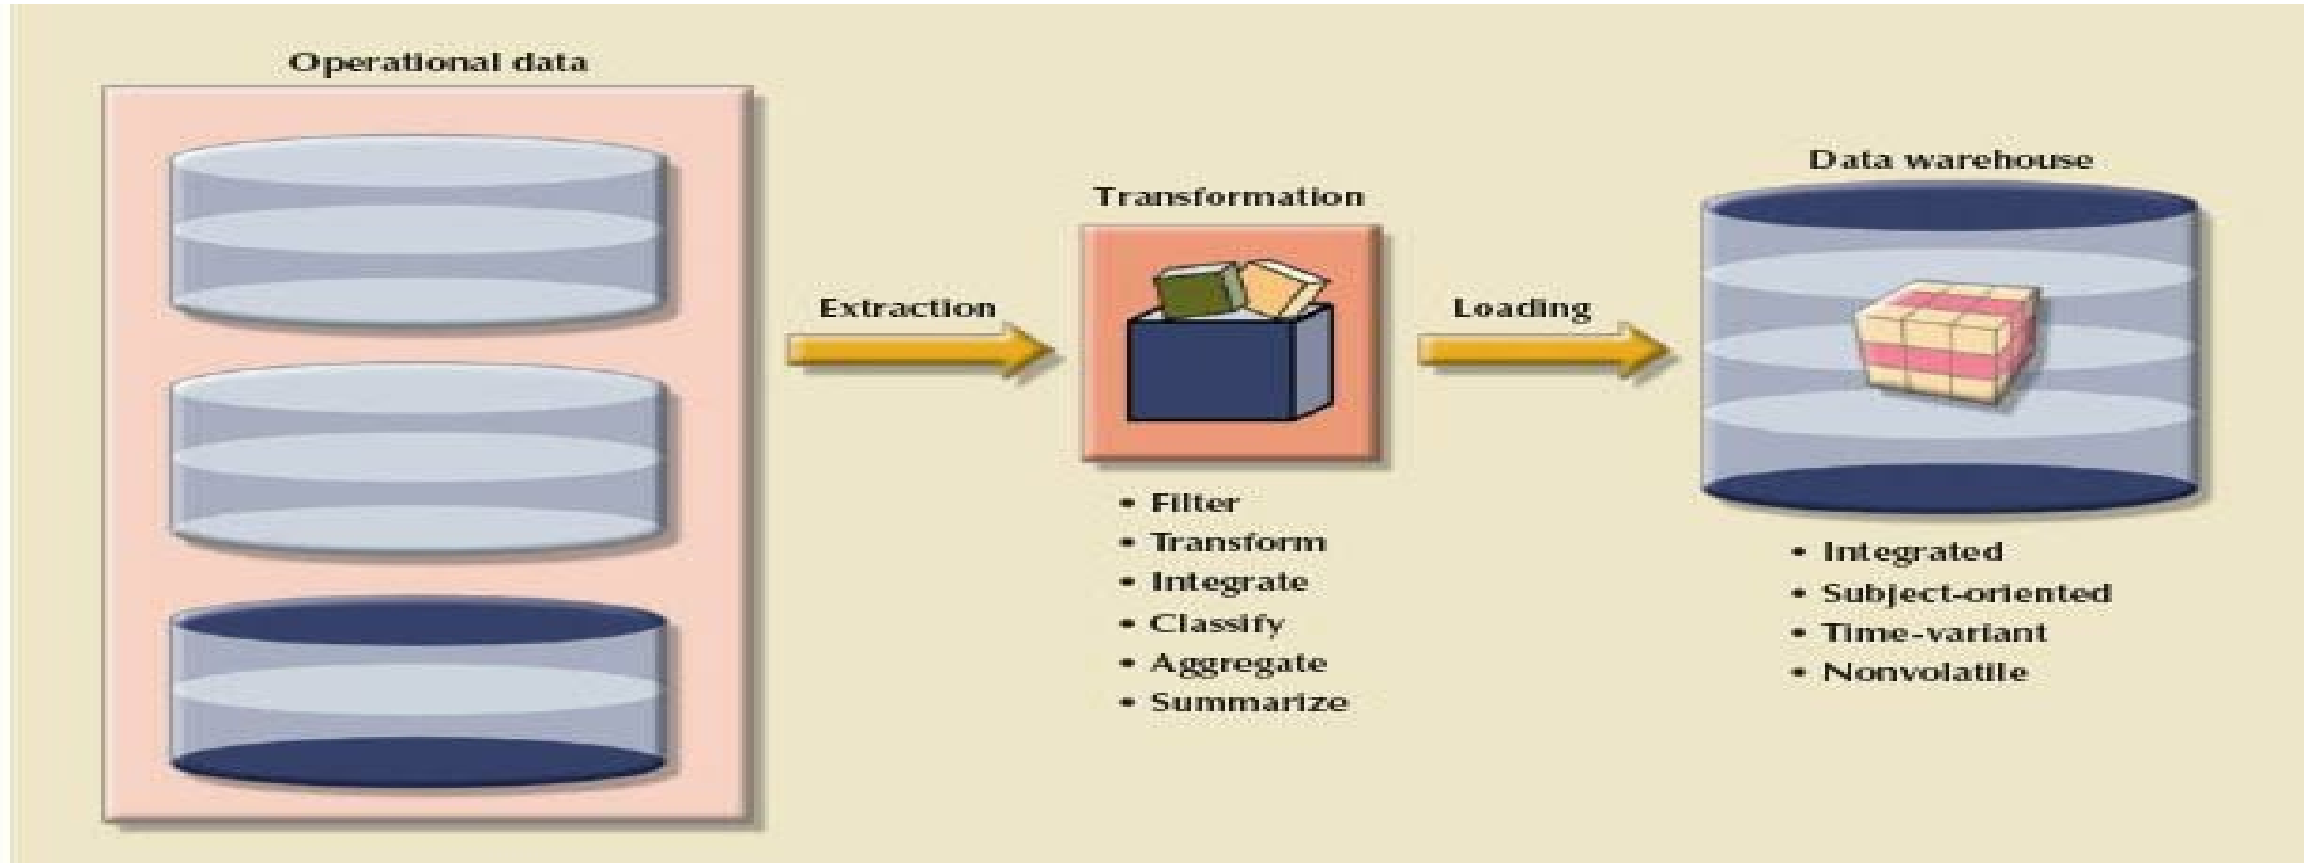 Operational data
Extraction
Transformation
• Filter
• Transform
• Integrate
• Classify
• Aggregate
• Summarize
Loading
Data warehouse
• Integrated
• Subject-oriented
• Time-variant
• Nonvolatile